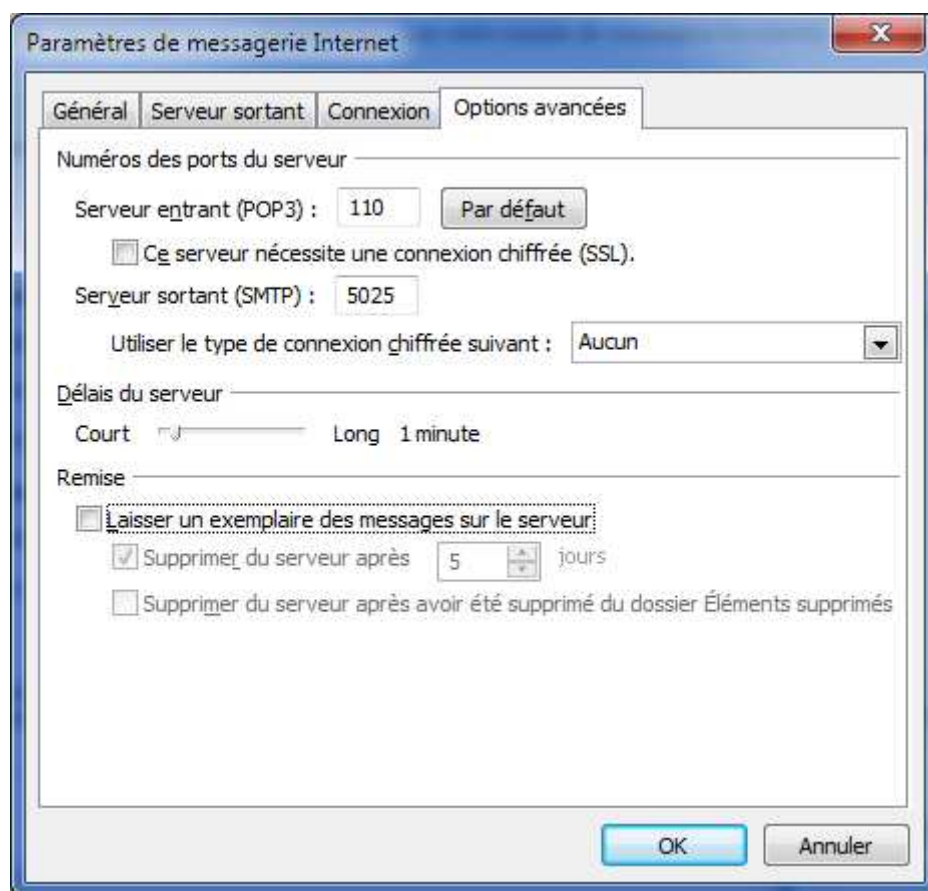 Paramètres de messagerie Internet
Général Serveur sortant Connexion Options avancées
Numéros des ports du serveur
Serveur entrant (POP3) : 110 Par défaut
Ce serveur nécessite une connexion chiffrée (SSL).
Serveur sortant (SMTP) : 5025
Utiliser le type de connexion chiffrée suivant : Aucun
Délais du serveur
Court Long 1 minute
Remise
Laisser un exemplaire des messages sur le serveur
Supprimer du serveur après 5 jours
Supprimer du serveur après avoir été supprimé du dossier Éléments supprimés
OK Annuler